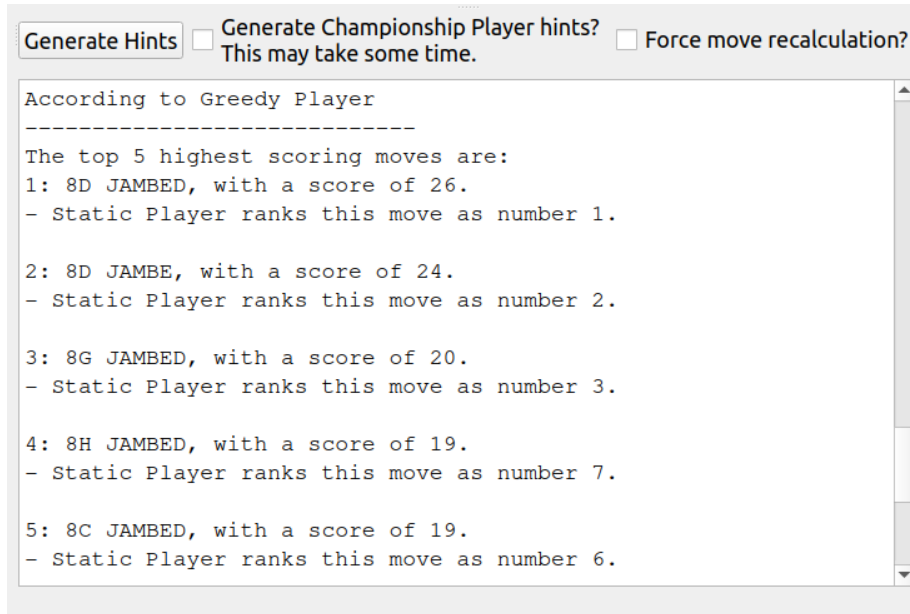 Generate Hints
Generate Championship Player hints?
This may take some time.
Force move recalculation?
According to Greedy Player
-----------------------------
The top 5 highest scoring moves are:
1: 8D JAMBED, with a score of 26.
- Static Player ranks this move as number 1.
2: 8D JAMBE, with a score of 24.
- Static Player ranks this move as number 2.
3: 8G JAMBED, with a score of 20.
- Static Player ranks this move as number 3.
4: 8H JAMBED, with a score of 19.
- Static Player ranks this move as number 7.
5: 8C JAMBED, with a score of 19.
- Static Player ranks this move as number 6.